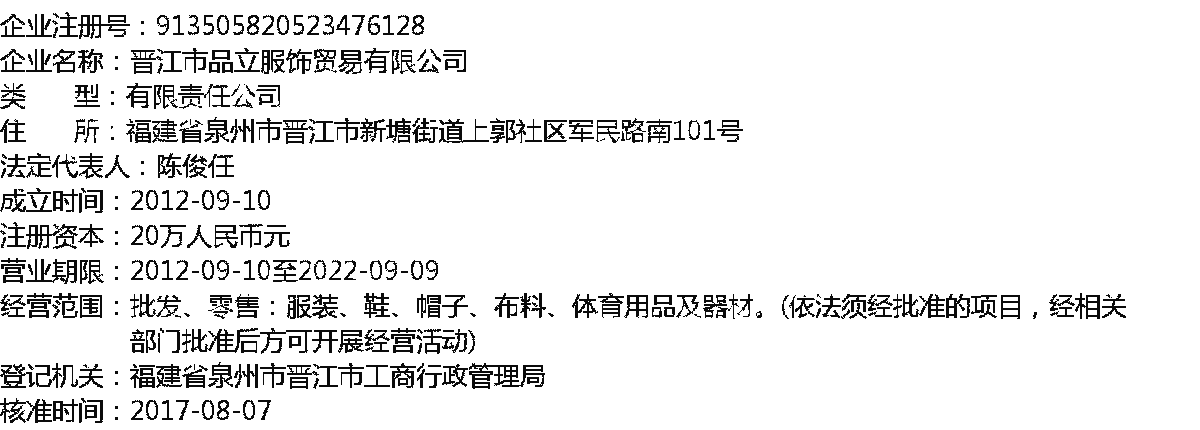 企业注册号：913505820523476128
企业名称：晋江市品立服饰贸易有限公司
类　　型：有限责任公司
住　　所：福建省泉州市晋江市新塘街道上郭社区军民路南101号
法定代表人：陈俊任
成立时间：2012-09-10
注册资本：20万人民币元
营业期限：2012-09-10至2022-09-09
经营范围：批发、零售：服装、鞋、帽子、布料、体育用品及器材。(依法须经批准的项目，经相关
部门批准后方可开展经营活动)
登记机关：福建省泉州市晋江市工商行政管理局
核准时间：2017-08-07